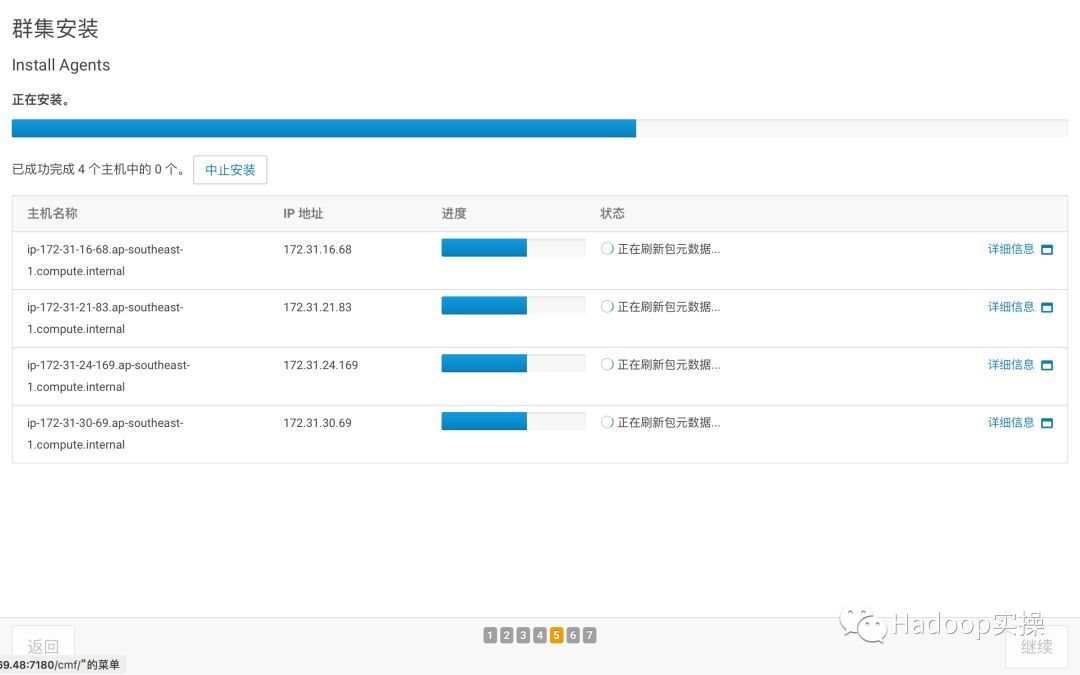 群集安装
Install Agents
正在安装。
已成功完成 4 个主机中的 0 个。 中止安装
主机名称 IP 地址 进度 状态
ip-172-31-16-68.ap-southeast- 172.31.16.68 正在刷新包元数据... 详细信息
1.compute.internal
ip-172-31-21-83.ap-southeast- 172.31.21.83 正在刷新包元数据... 详细信息
1.compute.internal
ip-172-31-24-169.ap-southeast- 172.31.24.169 正在刷新包元数据... 详细信息
1.compute.internal
ip-172-31-30-69.ap-southeast- 172.31.30.69 正在刷新包元数据... 详细信息
1.compute.internal
1 2 3 4 5 6 7
Hadoop实操
返回 继续
69.48:7180/cmf/"的菜单